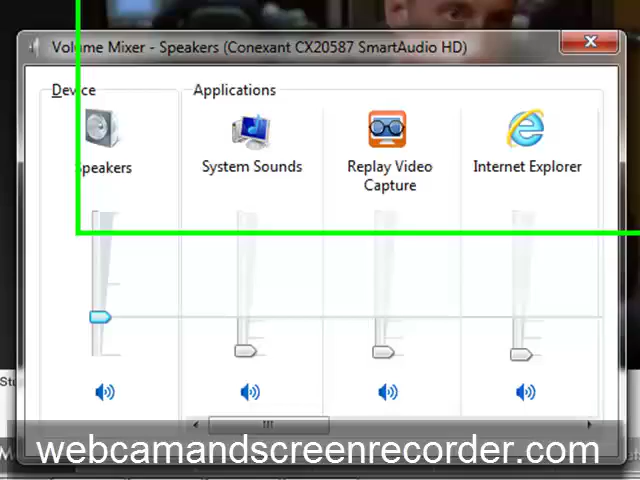 Volume Mixer - Speakers (Conexant CX20587 SmartAudio HD)
Device
Applications
Speakers
System Sounds
Replay Video
Capture
Internet Explorer
webcamandscreenrecorder.com